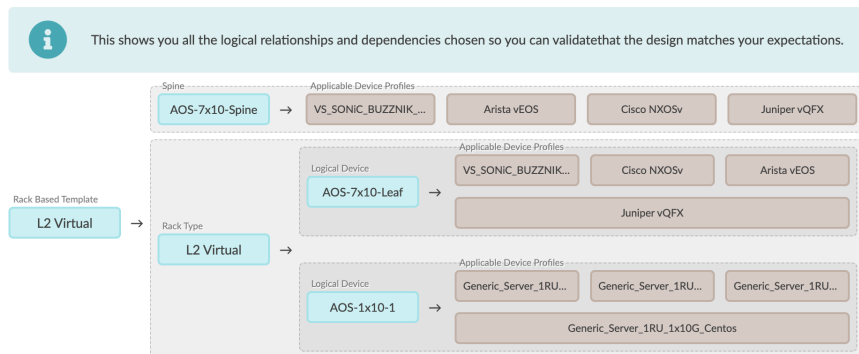 This shows you all the logical relationships and dependencies chosen so you can validatethat the design matches your expectations.
Spine
AOS-7x10-Spine
Applicable Device Profiles
VS_SONiC_BUZZNIK_...
Arista vEOS
Cisco NXOSv
Juniper vQFX
Rack Based Template
L2 Virtual
Rack Type
L2 Virtual
Logical Device
AOS-7x10-Leaf
Applicable Device Profiles
VS_SONiC_BUZZNIK...
Cisco NXOSv
Arista vEOS
Juniper vQFX
Logical Device
AOS-1x10-1
Applicable Device Profiles
Generic_Server_1RU...
Generic_Server_1RU...
Generic_Server_1RU...
Generic_Server_1RU_1x10G_Centos